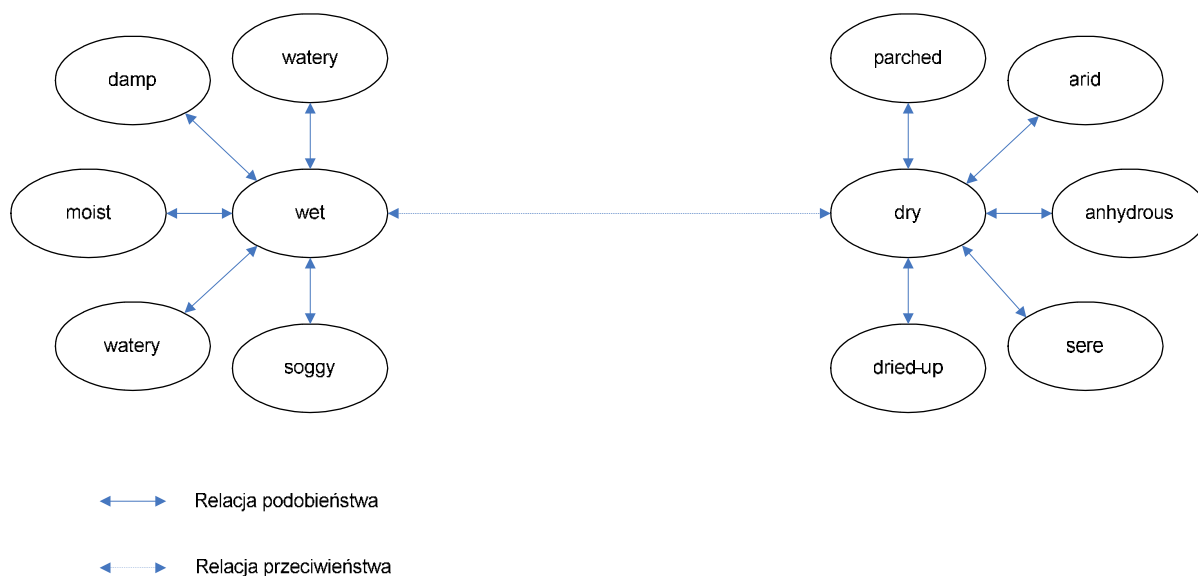 watery
parched
damp
arid
moist
wet
dry
anhydrous
watery
soggy
dried-up
sere
Relacja podobieństwa
Relacja przeciwieństwa